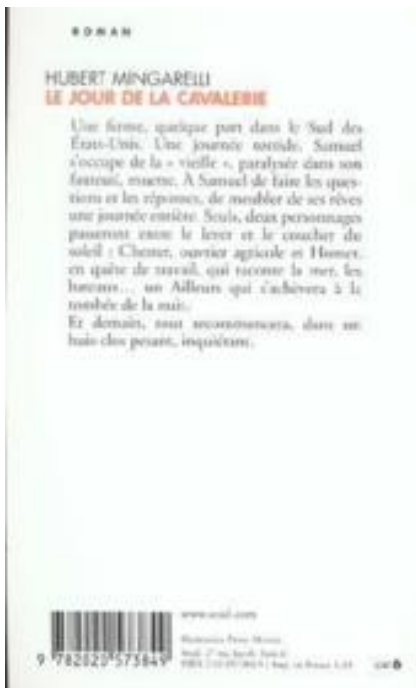 ROMAN
HUBERT MINGARELLI
LE JOUR DE LA CAVALERIE
Une ferme, quelque part dans le Sud des
États-Unis. Une journée torride. Samuel
s'occupe de la « vieille », paralysée dans son
fauteuil, muette. À Samuel de faire les ques-
tions et les réponses, de meubler de ses rêves
une journée entière. Seuls, deux personnages
passeront entre le lever et le coucher du
soleil : Chester, ouvrier agricole et Homer,
en quête de travail, qui raconte la mer, les
bateaux... un Ailleurs qui s'achèvera à la
tombée de la nuit.
Et demain, tout recommencera, dans un
huis clos pesant, inquiétant.
www.seuil.com
9 782020 573849